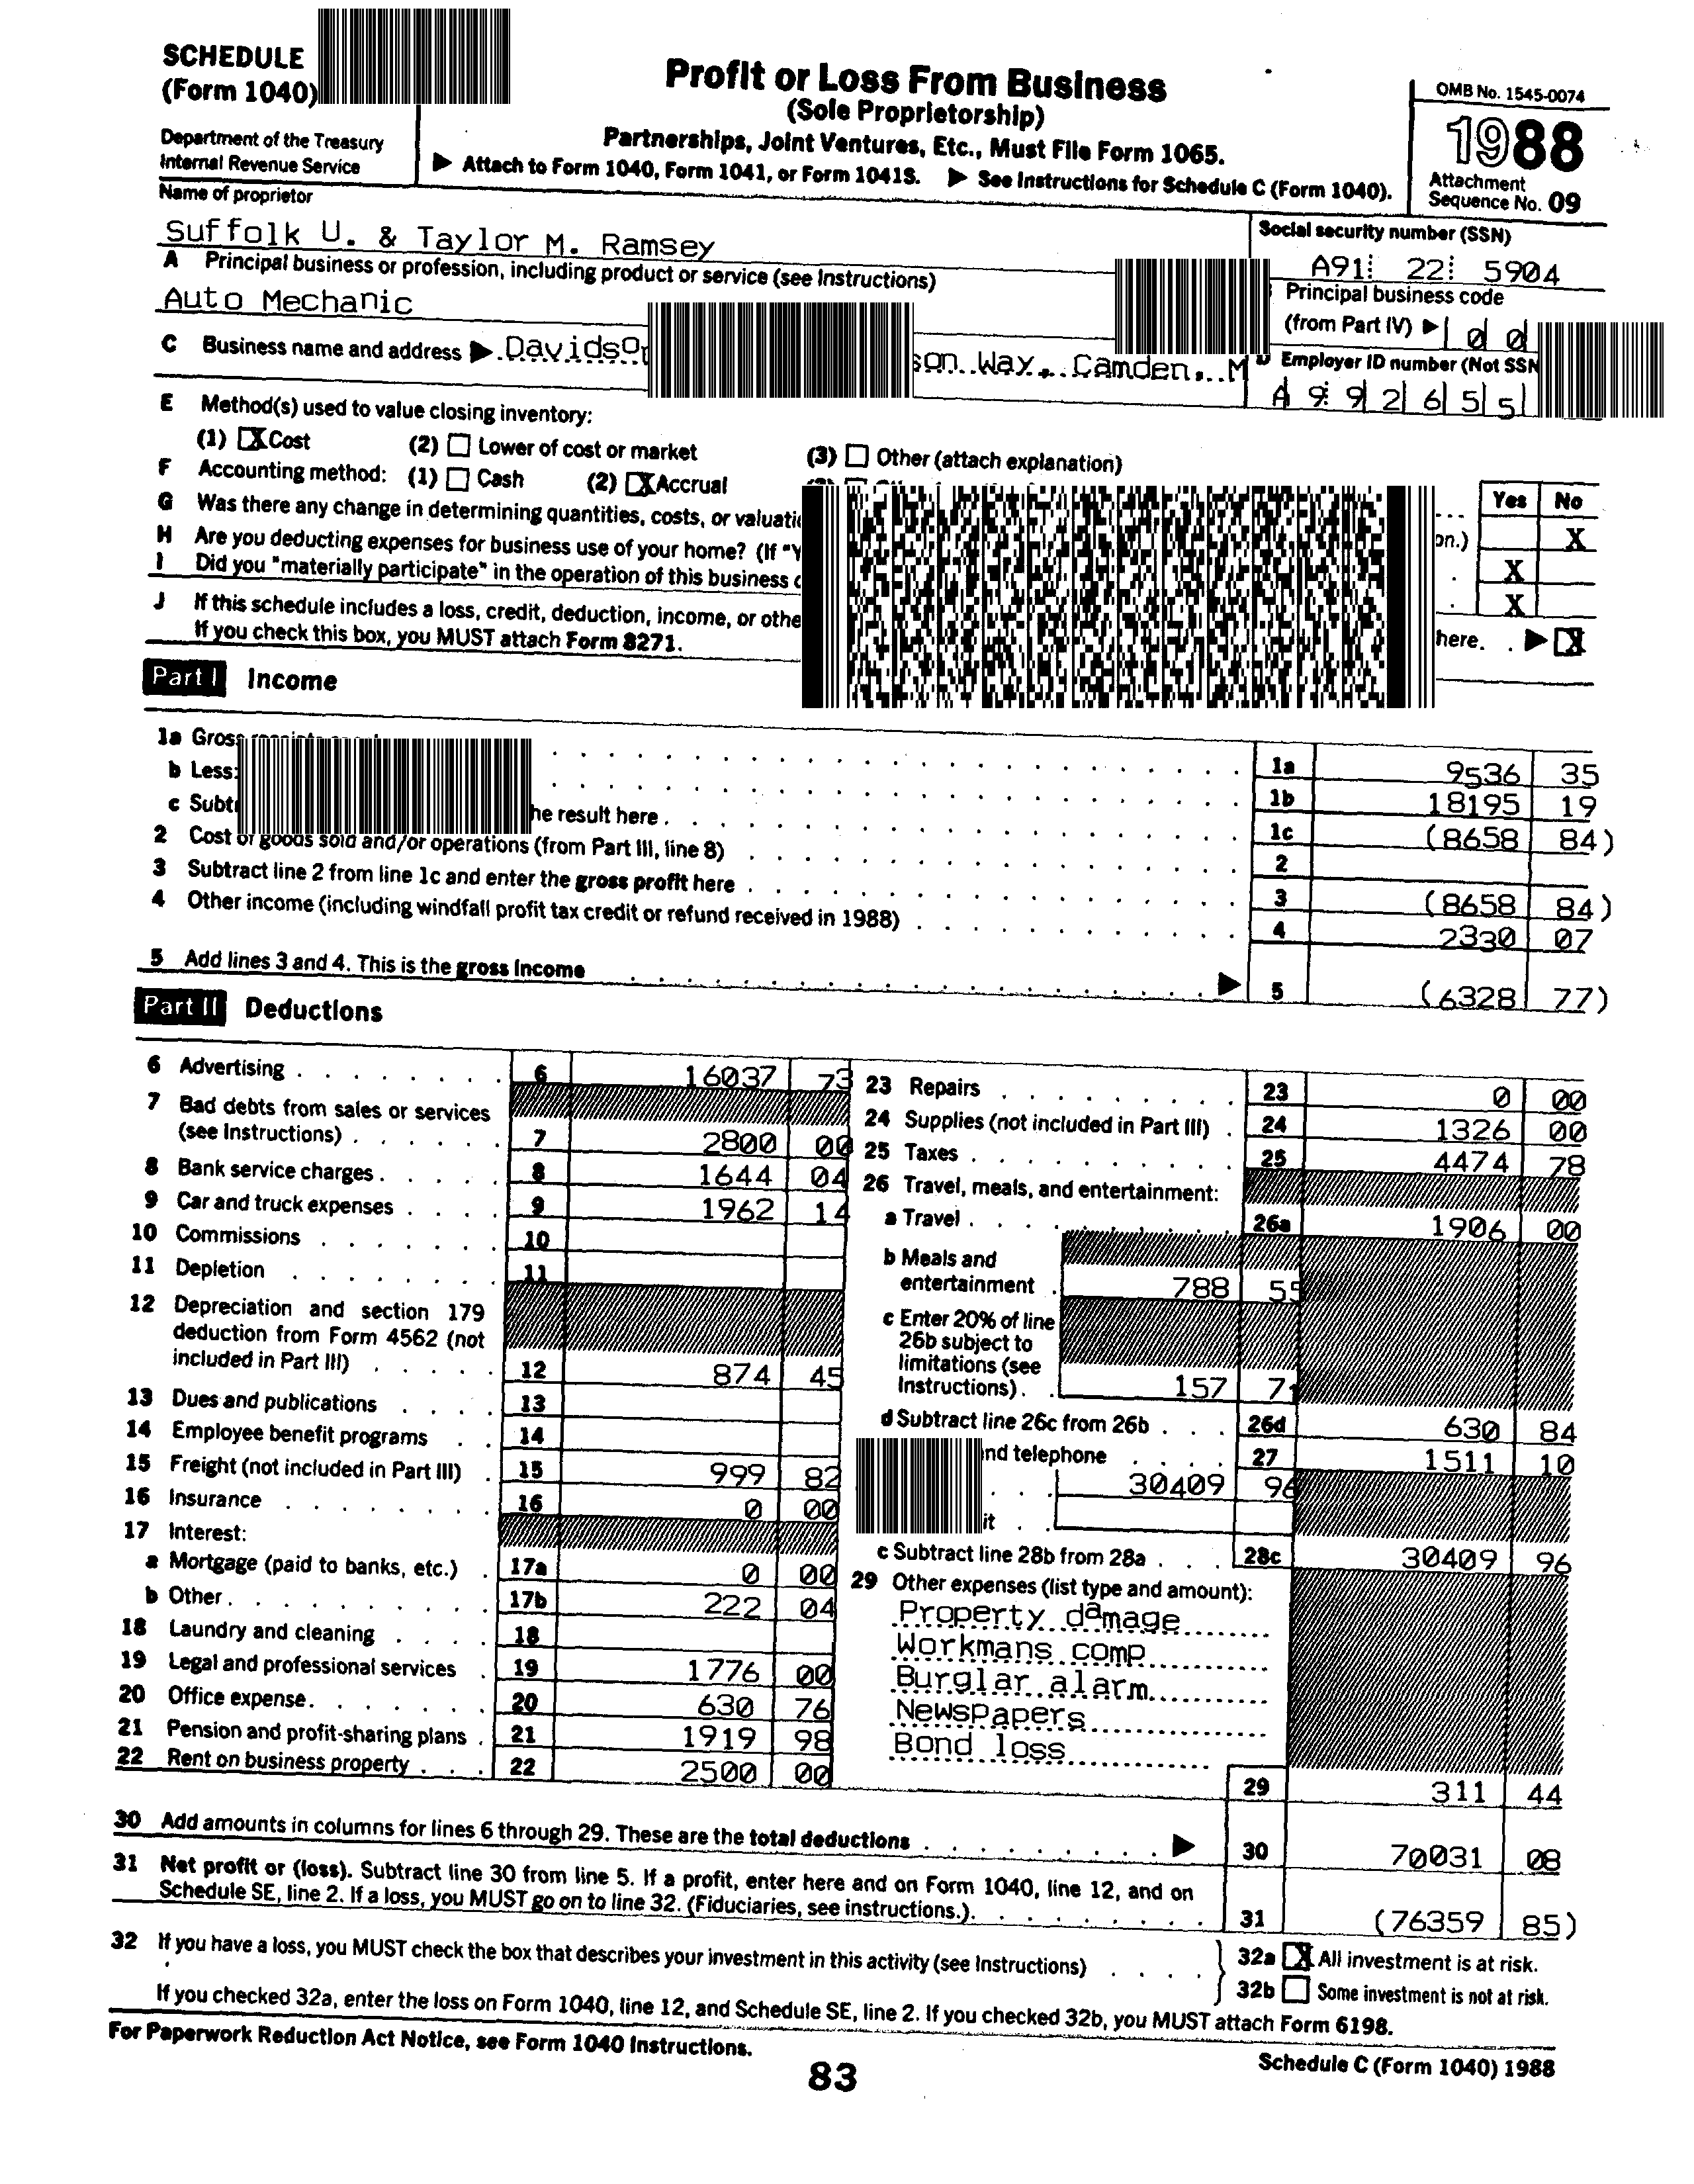 SCHEDULE
(Form 1040)
Profit or Loss From Business
(Sole Proprietorship)
Partnerships, Joint Ventures, Etc., Must File Form 1065.
▶ Attach to Form 1040, Form 1041, or Form 1041S. ▶ See Instructions for Schedule C (Form 1040).
OMB No. 1545-0074
1988
Attachment
Sequence No. 09
Department of the Treasury
Internal Revenue Service
Name of proprietor
Suffolk U. & Taylor M. Ramsey
Social security number (SSN)
A91 22 5904
A Principal business or profession, including product or service (see Instructions)
Auto Mechanic
Principal business code
(from Part IV) ▶ 0 0
C Business name and address ▶ Way, Camden, M
Employer ID number (Not SSN
A 9 9 2 6 5 5
E Method(s) used to value closing inventory:
(1) X Cost (2) Lower of cost or market (3) Other (attach explanation)
F Accounting method: (1) Cash (2) X Accrual
Yes No
G Was there any change in determining quantities, costs, or X
H Are you deducting expenses for business use of your home? (If X
I Did you "materially participate" in the operation of this business X
J If this schedule includes a loss, credit, deduction, income, or here. ▶ X
If you check this box, you MUST attach Form 8271.
Part I Income
1a 1a 9536 35
b Less: 1b 18195 19
c the result here 1c (8658 84)
2 Cost of goods sold and/or operations (from Part III, line 8) 2
3 Subtract line 2 from line 1c and enter the gross profit here 3 (8658 84)
4 Other income (including windfall profit tax credit or refund received in 1988) 4 2330 07
5 Add lines 3 and 4. This is the gross income ▶ 5 (6328 77)
Part II Deductions
6 Advertising 6 16037 73
7 Bad debts from sales or services
(see Instructions) 7 2800 00
8 Bank service charges 8 1644 04
9 Car and truck expenses 9 1962 14
10 Commissions 10
11 Depletion 11
12 Depreciation and section 179
deduction from Form 4562 (not
included in Part III) 12 874 45
13 Dues and publications 13
14 Employee benefit programs 14
15 Freight (not included in Part III) 15 999 82
16 Insurance 16 0 00
17 Interest:
a Mortgage (paid to banks, etc.) 17a 0 00
b Other 17b 222 04
18 Laundry and cleaning 18
19 Legal and professional services 19 1776 00
20 Office expense 20 630 76
21 Pension and profit-sharing plans 21 1919 98
22 Rent on business property 22 2500 00
23 Repairs 23 0 00
24 Supplies (not included in Part III) 24 1326 00
25 Taxes 25 4474 78
26 Travel, meals, and entertainment:
a Travel 26a 1906 00
b Meals and
entertainment 788 55
c Enter 20% of line
26b subject to
limitations (see
Instructions) 157 71
d Subtract line 26c from 26b 26d 630 84
telephone 27 1511 10
30409 96
c Subtract line 28b from 28a 28c 30409 96
29 Other expenses (list type and amount):
Property damage
Workmans comp
Burglar alarm
Newspapers
Bond loss
29 311 44
30 Add amounts in columns for lines 6 through 29. These are the total deductions ▶ 30 70031 08
31 Net profit or (loss). Subtract line 30 from line 5. If a profit, enter here and on Form 1040, line 12, and on
Schedule SE, line 2. If a loss, you MUST go on to line 32. (Fiduciaries, see instructions.) 31 (76359 85)
32 If you have a loss, you MUST check the box that describes your investment in this activity (see Instructions)
32a X All investment is at risk.
32b Some investment is not at risk.
If you checked 32a, enter the loss on Form 1040, line 12, and Schedule SE, line 2. If you checked 32b, you MUST attach Form 6198.
For Paperwork Reduction Act Notice, see Form 1040 Instructions.
Schedule C (Form 1040) 1988
83